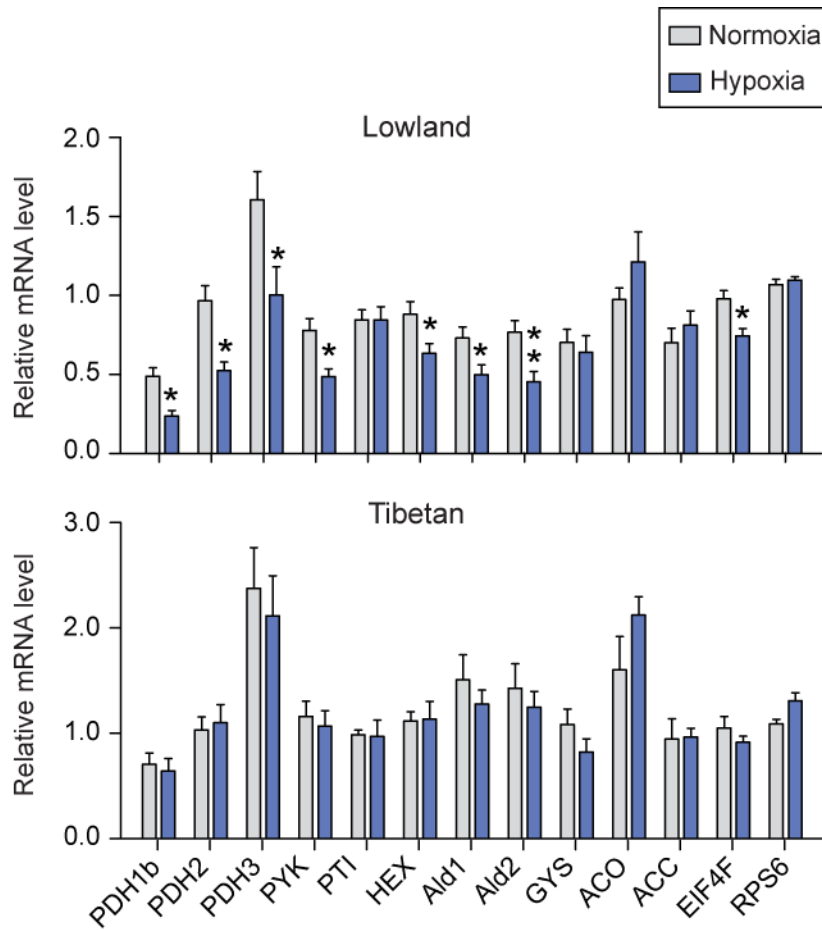 Normoxia
Hypoxia
Lowland
Relative mRNA level
2.0
1.5
1.0
0.5
0.0
*
*
*
*
*
*
*
*
*
Tibetan
Relative mRNA level
3.0
2.0
1.0
0.0
PDH1b
PDH2
PDH3
PYK
PTI
HEX
Ald1
Ald2
GYS
ACO
ACC
EIF4F
RPS6